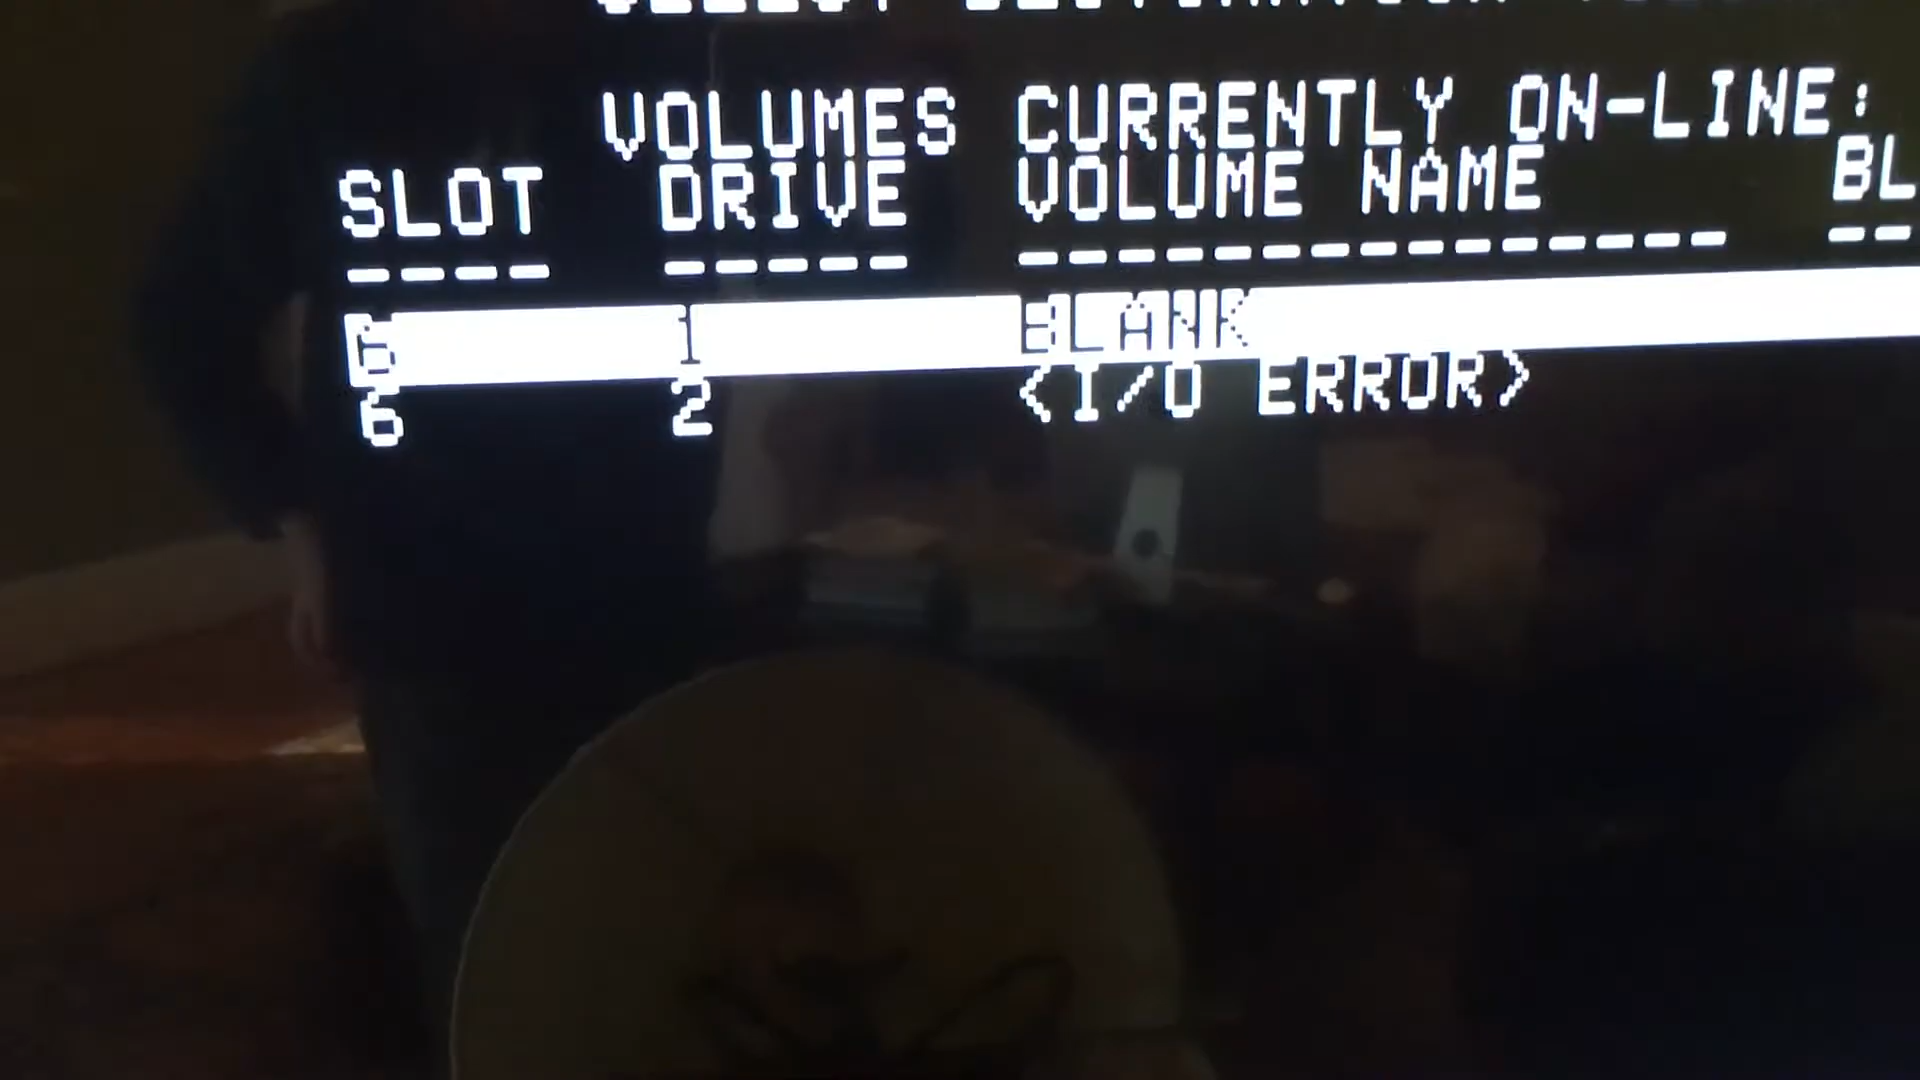 VOLUMES CURRENTLY ON-LINE:
SLOT DRIVE VOLUME NAME BL
---- ----- --------------- --
6 1 BLANK
6 2 <I/O ERROR>